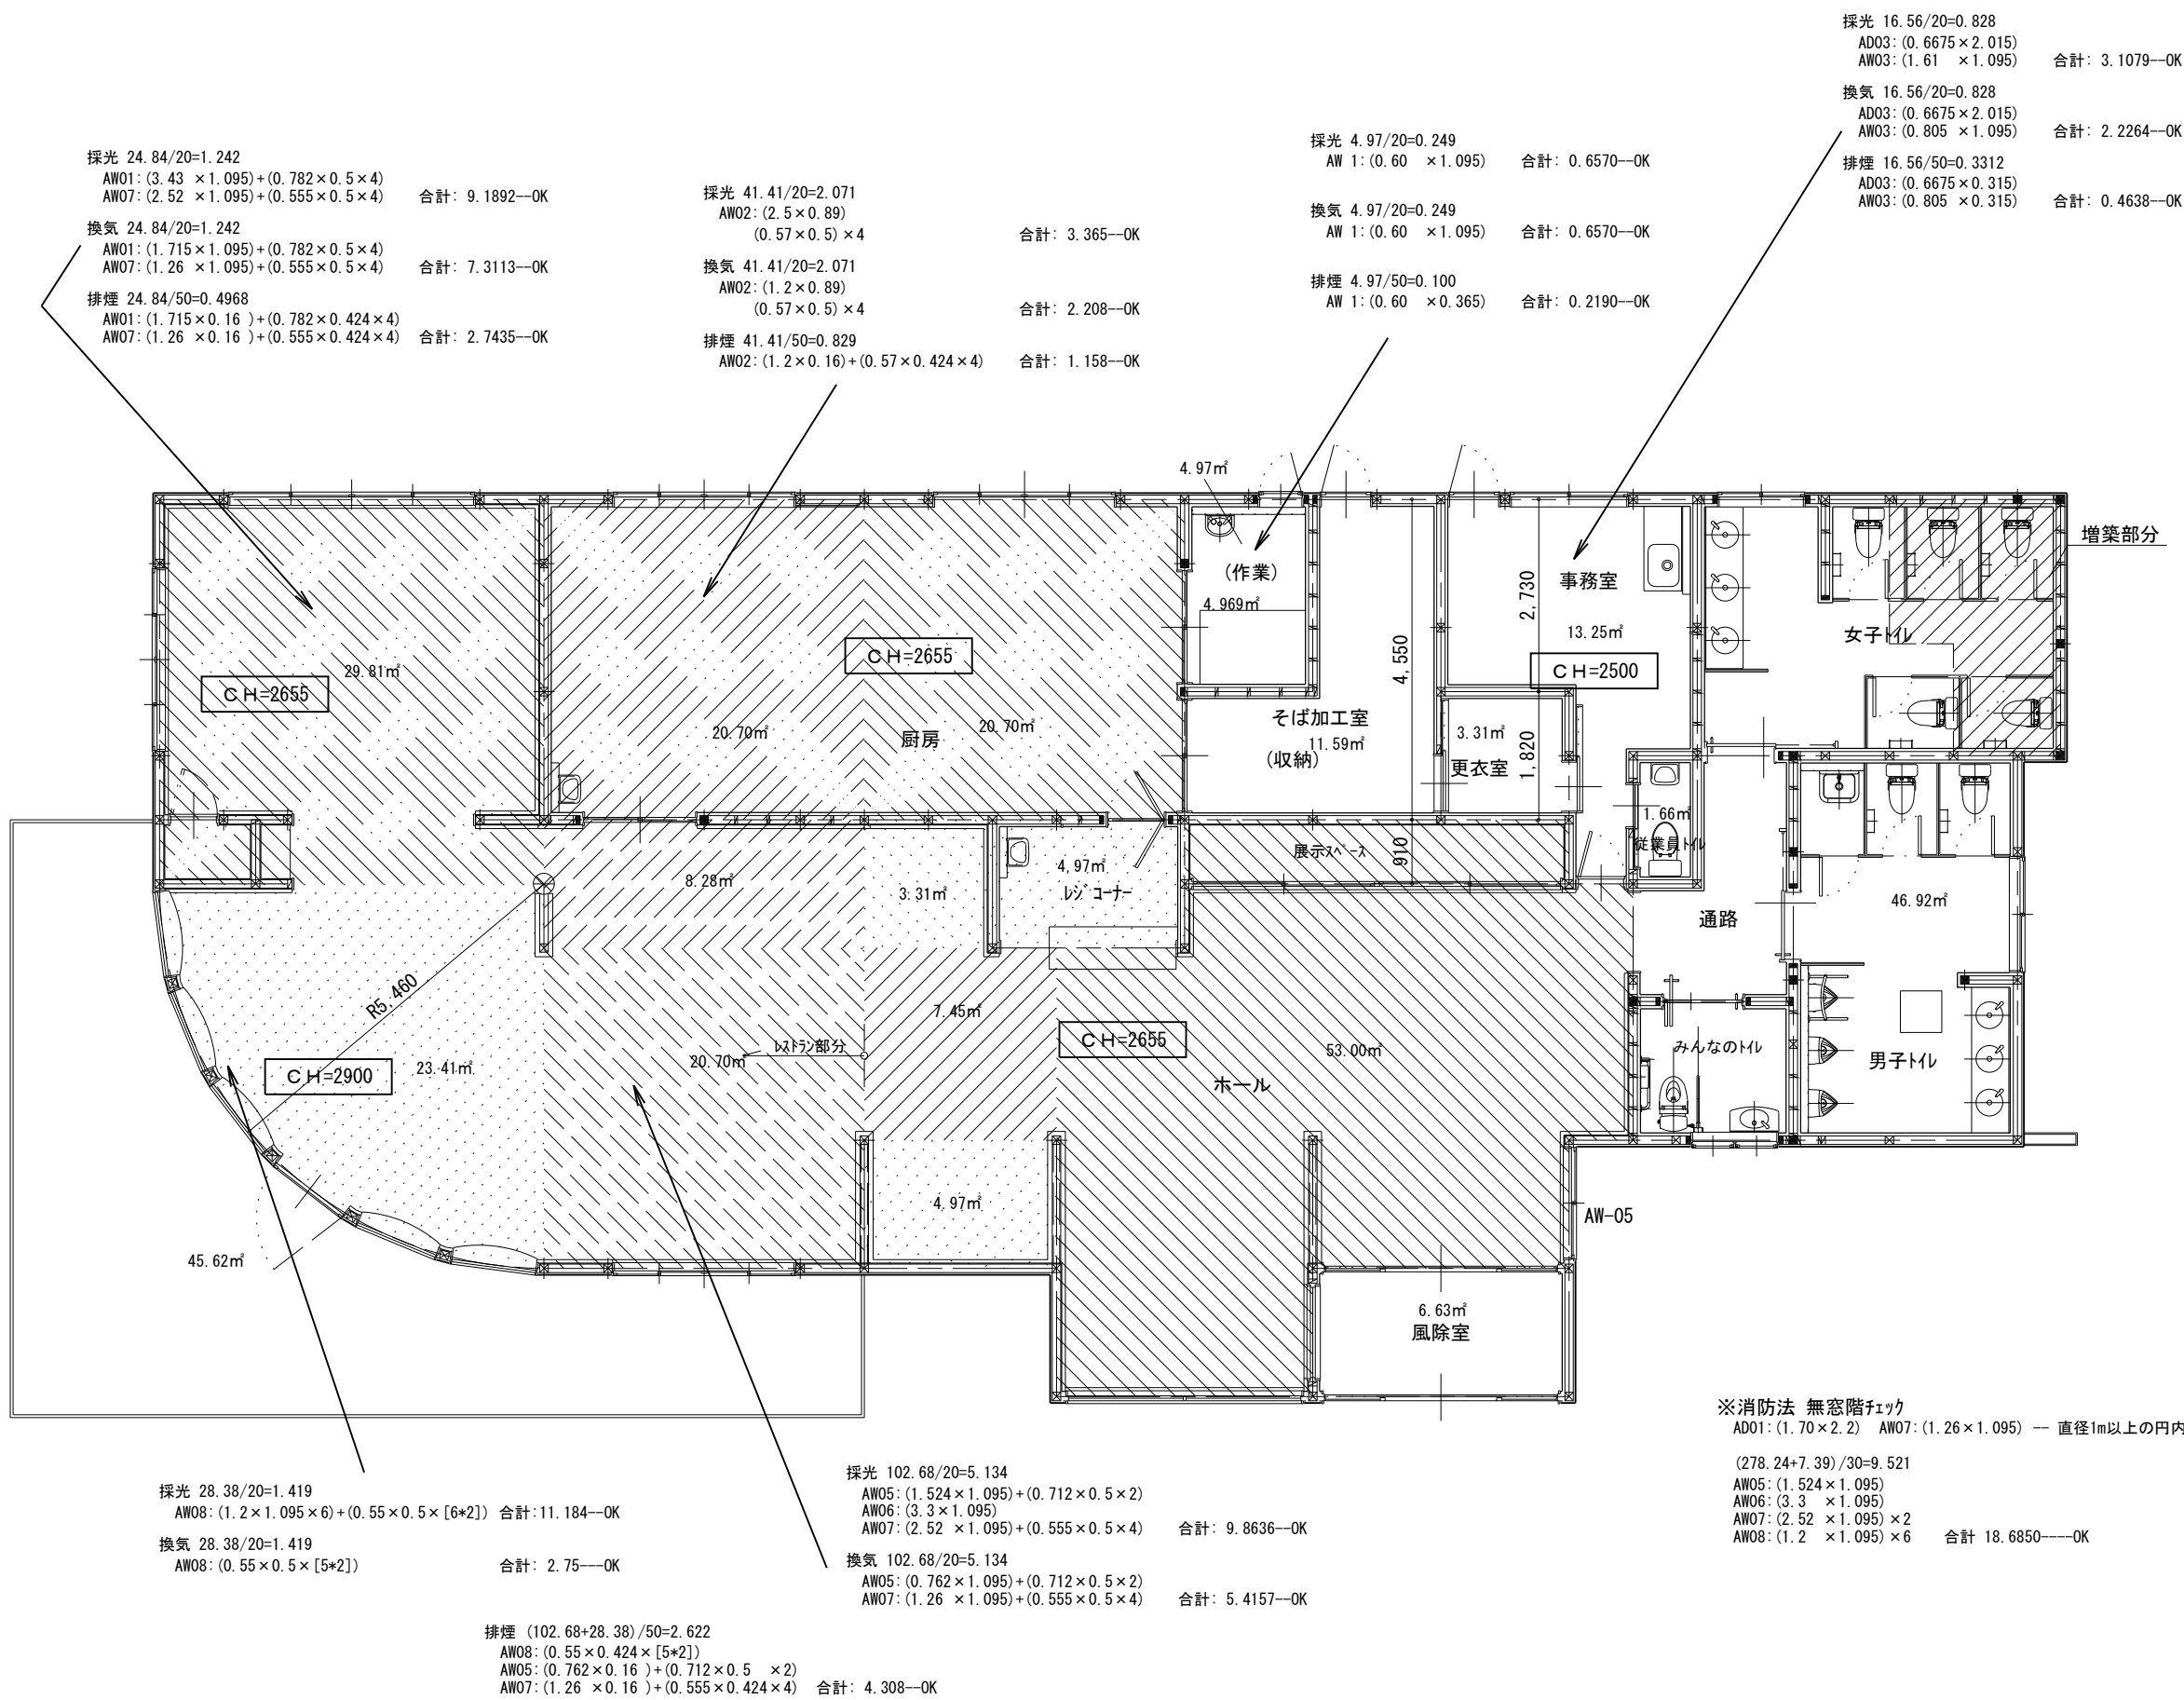 採光 16.56/20=0.828
AD03:(0.6675×2.015)
AW03:(1.61 ×1.095) 合計: 3.1079--OK
換気 16.56/20=0.828
AD03:(0.6675×2.015)
AW03:(0.805 ×1.095) 合計: 2.2264--OK
排煙 16.56/50=0.3312
AD03:(0.6675×0.315)
AW03:(0.805 ×0.315) 合計: 0.4638--OK
採光 4.97/20=0.249
AW 1:(0.60 ×1.095) 合計: 0.6570--OK
換気 4.97/20=0.249
AW 1:(0.60 ×1.095) 合計: 0.6570--OK
排煙 4.97/50=0.100
AW 1:(0.60 ×0.365) 合計: 0.2190--OK
採光 24.84/20=1.242
AW01:(3.43 ×1.095)+(0.782×0.5×4)
AW07:(2.52 ×1.095)+(0.555×0.5×4) 合計: 9.1892--OK
換気 24.84/20=1.242
AW01:(1.715×1.095)+(0.782×0.5×4)
AW07:(1.26 ×1.095)+(0.555×0.5×4) 合計: 7.3113--OK
排煙 24.84/50=0.4968
AW01:(1.715×0.16 )+(0.782×0.424×4)
AW07:(1.26 ×0.16 )+(0.555×0.424×4) 合計: 2.7435--OK
採光 41.41/20=2.071
AW02:(2.5×0.89)
(0.57×0.5)×4 合計: 3.365--OK
換気 41.41/20=2.071
AW02:(1.2×0.89)
(0.57×0.5)×4 合計: 2.208--OK
排煙 41.41/50=0.829
AW02:(1.2×0.16)+(0.57×0.424×4) 合計: 1.158--OK
4.97㎡
増築部分
(作業)
4.969㎡
2,730
事務室
13.25㎡
CH=2500
女子ﾄｲﾚ
4,550
CH=2655
29.81㎡
CH=2655
20.70㎡
厨房
20.70㎡
そば加工室
11.59㎡
(収納)
3.31㎡
更衣室
1,820
1.66㎡
従業員ﾄｲﾚ
展示ｽﾍﾟｰｽ
910
8.28㎡
3.31㎡
4.97㎡
ﾚｼﾞｺｰﾅｰ
46.92㎡
通路
R5,460
7.45㎡
CH=2655
53.00㎡
ﾚｽﾄﾗﾝ部分
20.70㎡
みんなのﾄｲﾚ
男子ﾄｲﾚ
CH=2900
23.41㎡
ホール
4.97㎡
AW-05
45.62㎡
6.63㎡
風除室
※消防法 無窓階ﾁｪｯｸ
AD01:(1.70×2.2) AW07:(1.26×1.095) -- 直径1m以上の円内
(278.24+7.39)/30=9.521
AW05:(1.524×1.095)
AW06:(3.3 ×1.095)
AW07:(2.52 ×1.095)×2
AW08:(1.2 ×1.095)×6 合計 18.6850----OK
採光 28.38/20=1.419
AW08:(1.2×1.095×6)+(0.55×0.5×[6*2]) 合計:11.184--OK
換気 28.38/20=1.419
AW08:(0.55×0.5×[5*2]) 合計: 2.75---OK
採光 102.68/20=5.134
AW05:(1.524×1.095)+(0.712×0.5×2)
AW06:(3.3×1.095)
AW07:(2.52 ×1.095)+(0.555×0.5×4) 合計: 9.8636--OK
換気 102.68/20=5.134
AW05:(0.762×1.095)+(0.712×0.5×2)
AW07:(1.26 ×1.095)+(0.555×0.5×4) 合計: 5.4157--OK
排煙 (102.68+28.38)/50=2.622
AW08:(0.55×0.424×[5*2])
AW05:(0.762×0.16 )+(0.712×0.5 ×2)
AW07:(1.26 ×0.16 )+(0.555×0.424×4) 合計: 4.308--OK